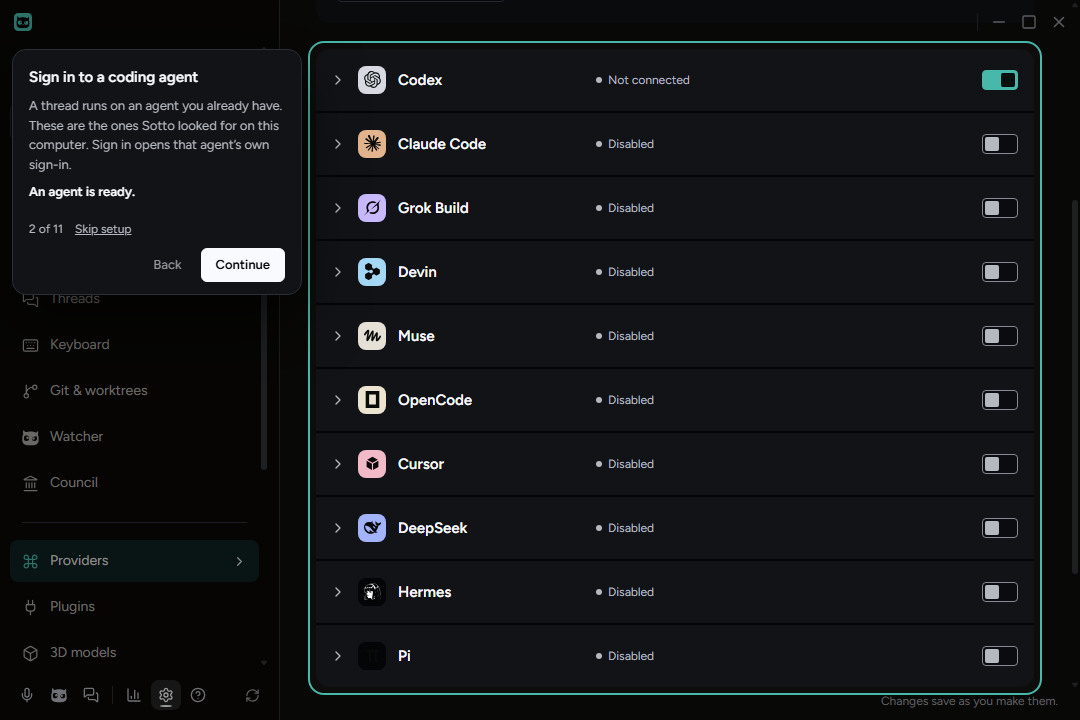 Sign in to a coding agent
A thread runs on an agent you already have.
These are the ones Sotto looked for on this
computer. Sign in opens that agent's own
sign-in.
An agent is ready.
2 of 11 Skip setup
Back Continue
Threads
Keyboard
Git & worktrees
Watcher
Council
Providers
Plugins
3D models
Codex Not connected
Claude Code Disabled
Grok Build Disabled
Devin Disabled
Muse Disabled
OpenCode Disabled
Cursor Disabled
DeepSeek Disabled
Hermes Disabled
Pi Disabled
Changes save as you make them.